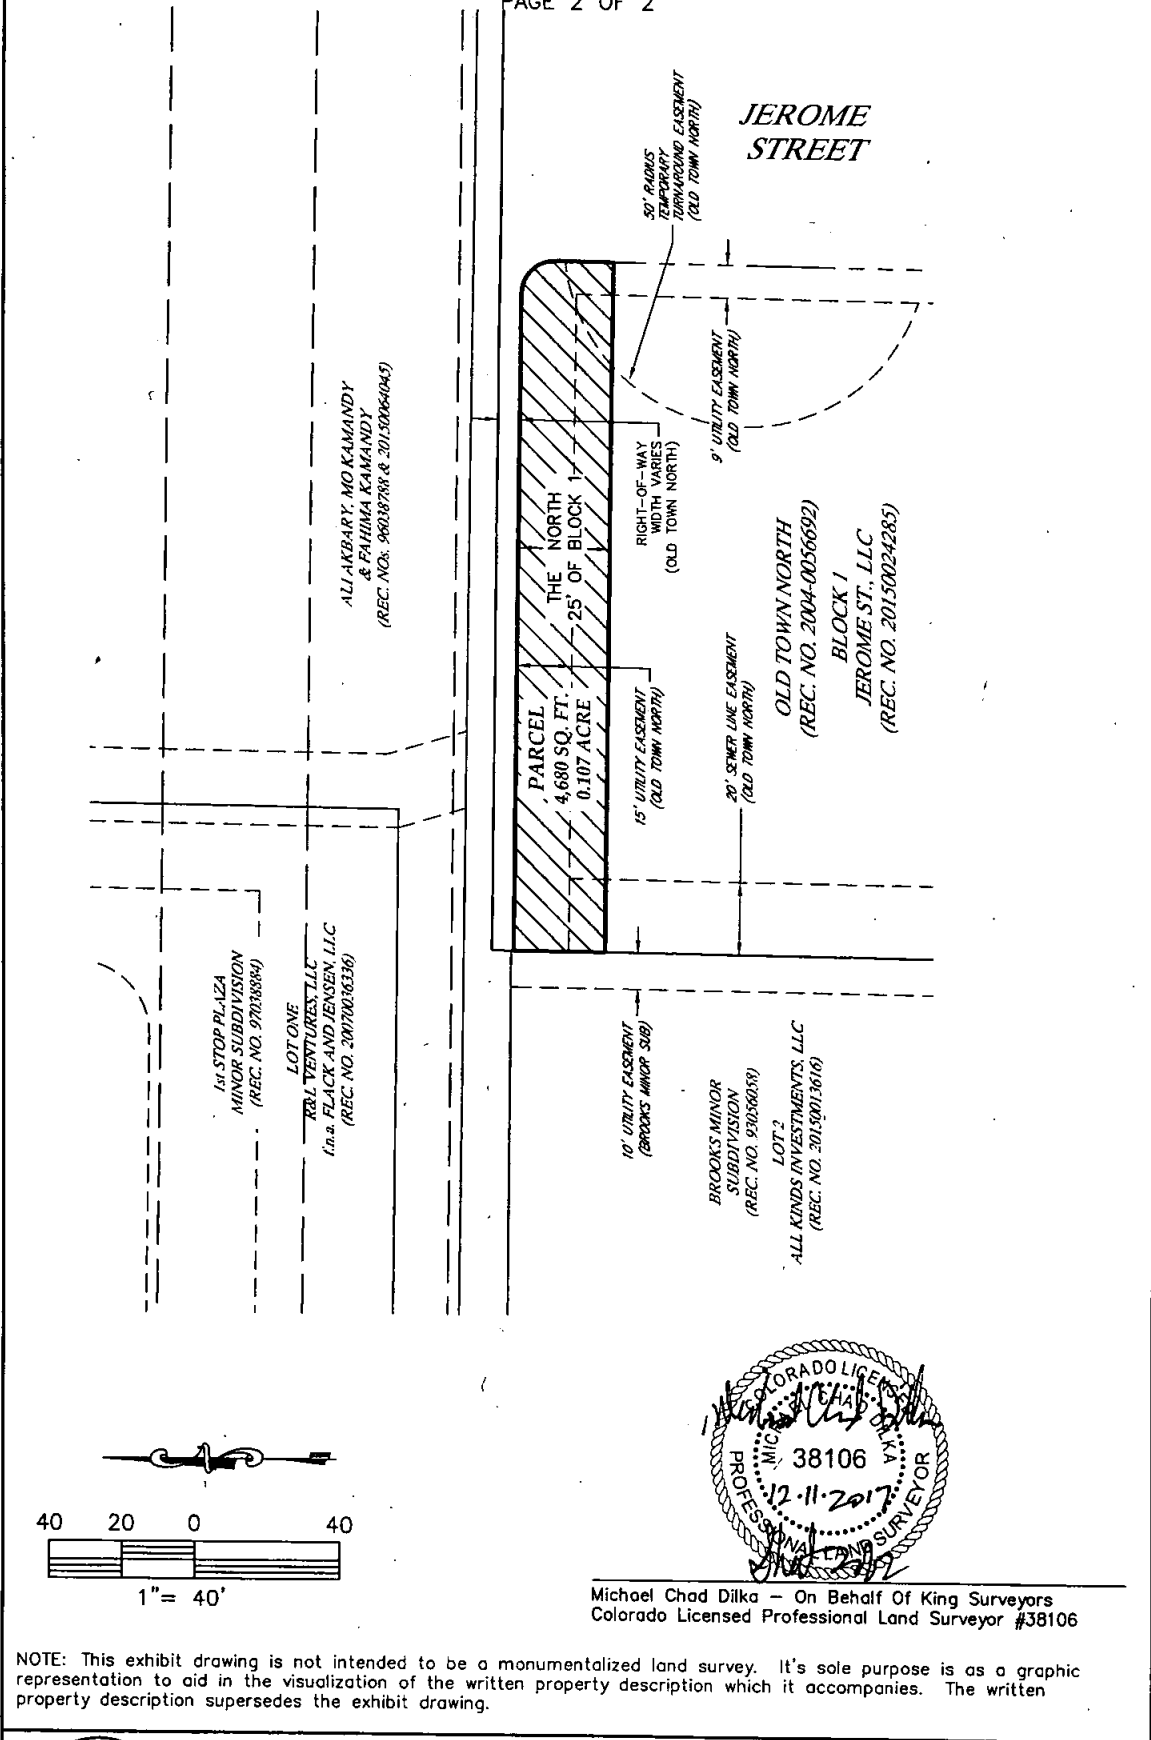 PAGE 2 OF 2
JEROME
STREET
50' RADIUS
TEMPORARY
TURNAROUND EASEMENT
(OLD TOWN NORTH)
9' UTILITY EASEMENT
(OLD TOWN NORTH)
ALI AKBARY, MO KAMANDY
& FAHIMA KAMANDY
(REC. NOs. 96038798 & 20150064045)
THE NORTH
25' OF BLOCK 1
RIGHT-OF-WAY
WIDTH VARIES
(OLD TOWN NORTH)
OLD TOWN NORTH
(REC. NO. 2004-0056692)
BLOCK 1
JEROME ST., LLC
(REC. NO. 20150024285)
PARCEL
4,680 SQ. FT.
0.107 ACRE
15' UTILITY EASEMENT
(OLD TOWN NORTH)
20' SEWER LINE EASEMENT
(OLD TOWN NORTH)
1st STOP PLAZA
MINOR SUBDIVISION
(REC. NO. 97038984)
LOT ONE
R&L VENTURES, LLC
f.n.a. FLACK AND JENSEN, LLC
(REC. NO. 20070036336)
10' UTILITY EASEMENT
(BROOKS MINOR SUB)
BROOKS MINOR
SUBDIVISION
(REC. NO. 93056058)
LOT 2
ALL KINDS INVESTMENTS, LLC
(REC. NO. 20150013616)
COLORADO LICENSED
MICHAEL CHAD DILKA
38106
12-11-2017
PROFESSIONAL LAND SURVEYOR
40 20 0 40
1"= 40'
Michael Chad Dilka – On Behalf Of King Surveyors
Colorado Licensed Professional Land Surveyor #38106
NOTE: This exhibit drawing is not intended to be a monumentalized land survey. It's sole purpose is as a graphic
representation to aid in the visualization of the written property description which it accompanies. The written
property description supersedes the exhibit drawing.